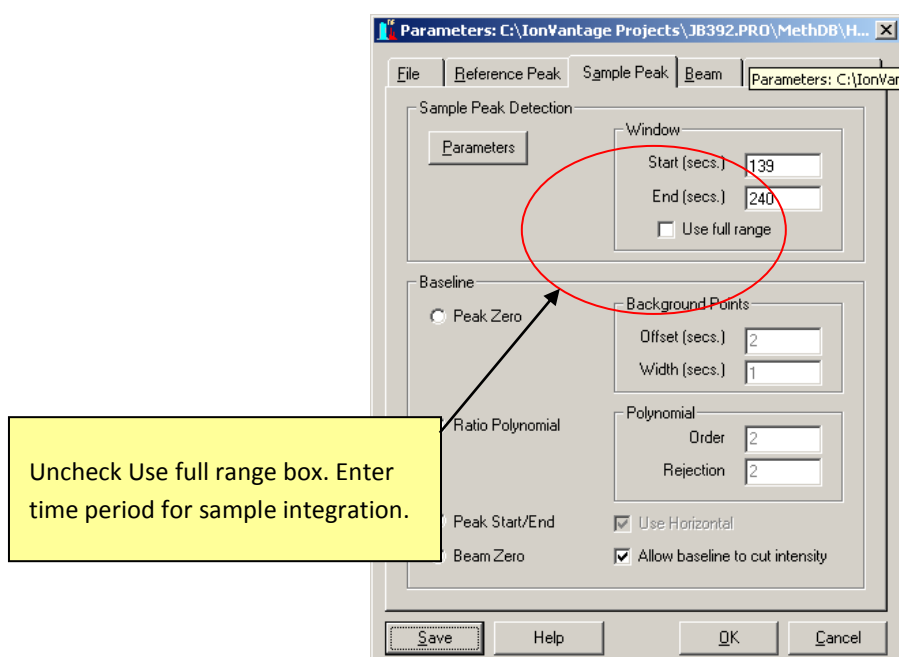 Parameters: C:\IonVantage Projects\JB392.PRO\MethDB\H...
File Reference Peak Sample Peak Beam Parameters: C:\IonVar
Sample Peak Detection
Parameters
Window
Start (secs.) 139
End (secs.) 240
Use full range
Baseline
Peak Zero
Background Points
Offset (secs.) 2
Width (secs.) 1
Ratio Polynomial
Polynomial
Order 2
Rejection 2
Uncheck Use full range box. Enter
time period for sample integration.
Peak Start/End Use Horizontal
Beam Zero Allow baseline to cut intensity
Save Help OK Cancel